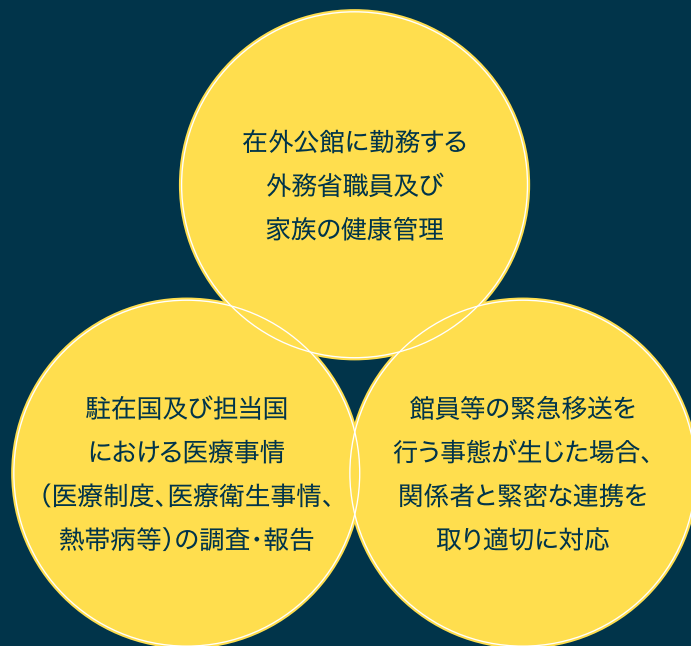 在外公館に勤務する
外務省職員及び
家族の健康管理
駐在国及び担当国
における医療事情
（医療制度、医療衛生事情、
熱帯病等）の調査・報告
館員等の緊急移送を
行う事態が生じた場合、
関係者と緊密な連携を
取り適切に対応